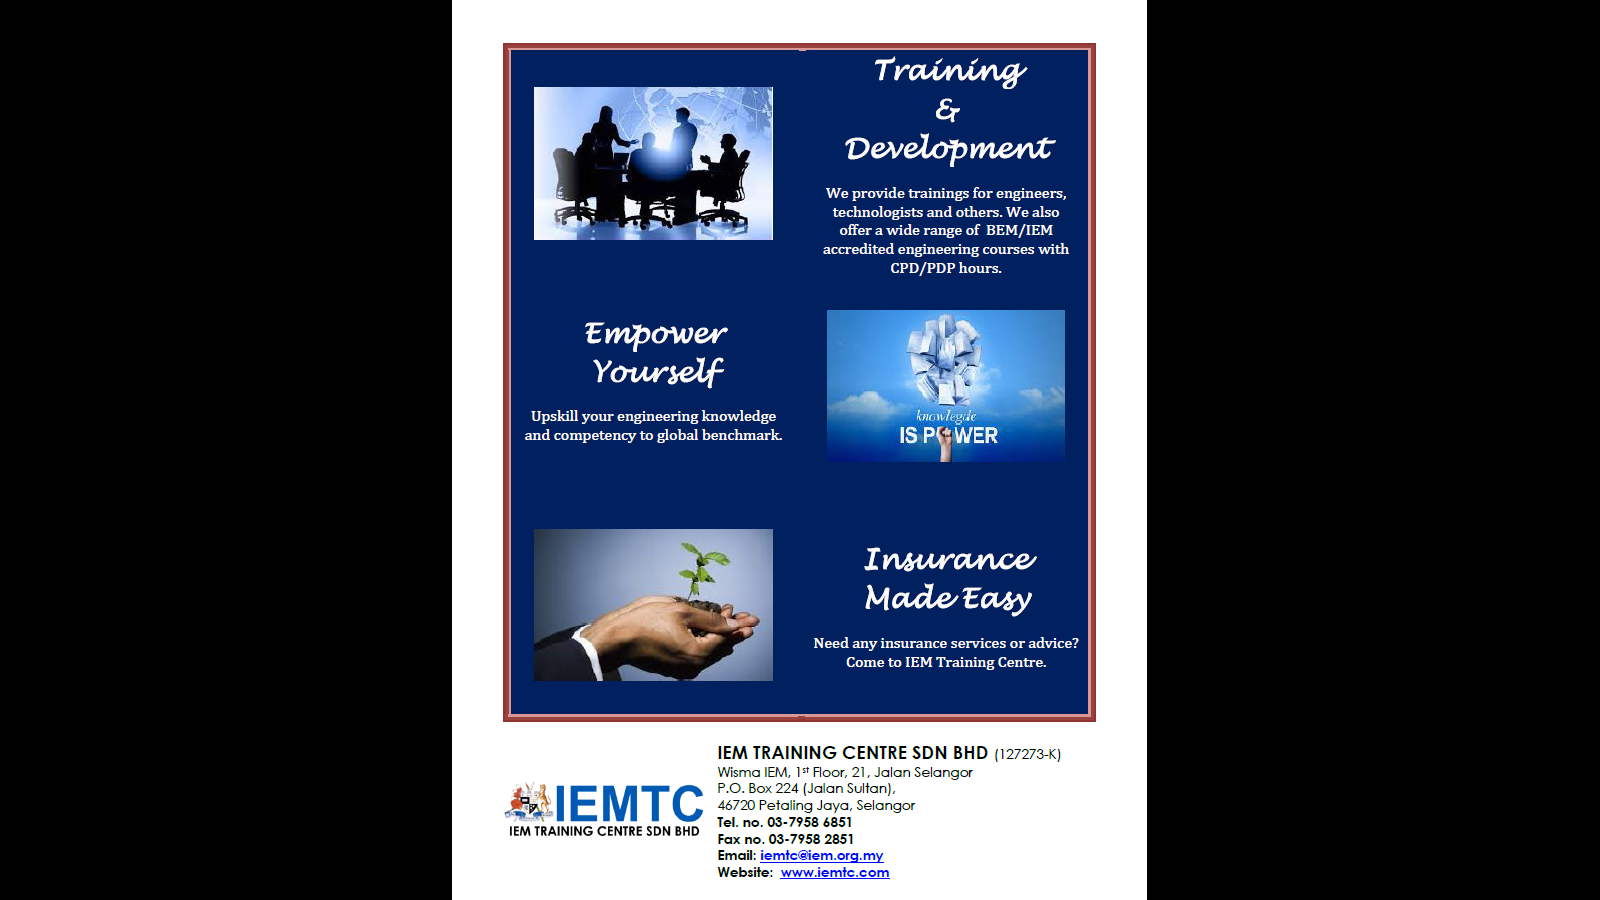 Training
&
Development
We provide trainings for engineers,
technologists and others. We also
offer a wide range of BEM/IEM
accredited engineering courses with
CPD/PDP hours.
Empower
Yourself
Upskill your engineering knowledge
and competency to global benchmark.
knowlegde
IS POWER
Insurance
Made Easy
Need any insurance services or advice?
Come to IEM Training Centre.
IEMTC
IEM TRAINING CENTRE SDN BHD
IEM TRAINING CENTRE SDN BHD (127273-K)
Wisma IEM, 1st Floor, 21, Jalan Selangor
P.O. Box 224 (Jalan Sultan),
46720 Petaling Jaya, Selangor
Tel. no. 03-7958 6851
Fax no. 03-7958 2851
Email: iemtc@iem.org.my
Website: www.iemtc.com